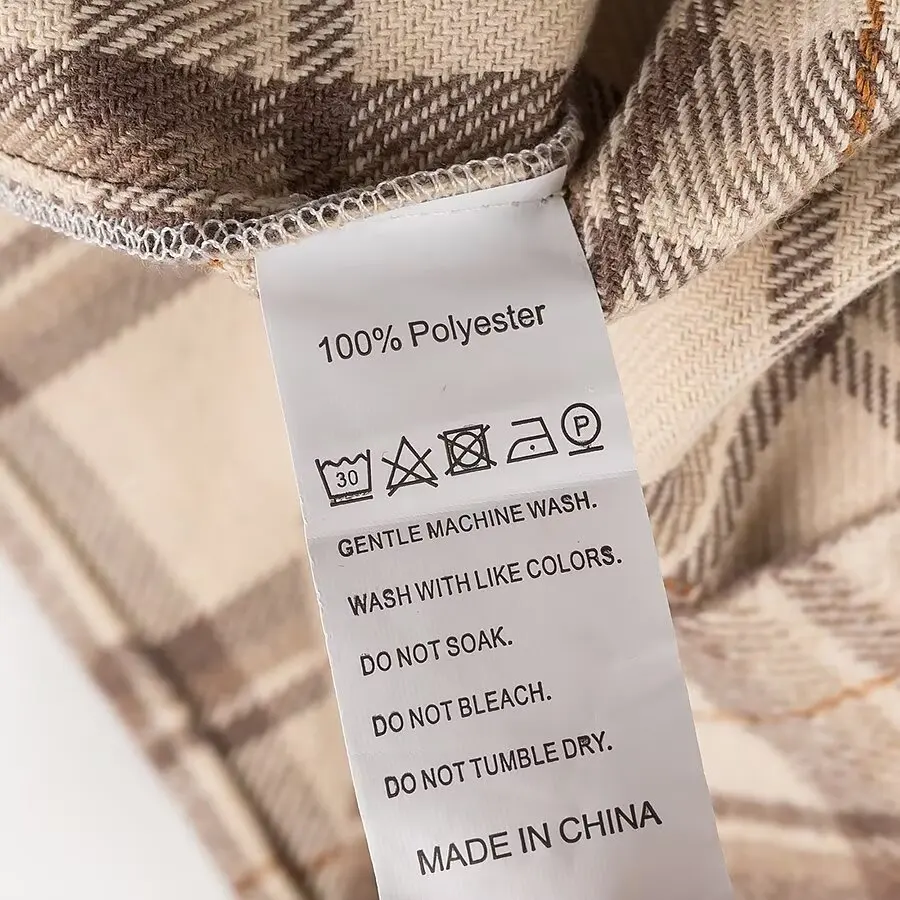 100% Polyester
30 P
GENTLE MACHINE WASH.
WASH WITH LIKE COLORS.
DO NOT SOAK.
DO NOT BLEACH.
DO NOT TUMBLE DRY.
MADE IN CHINA